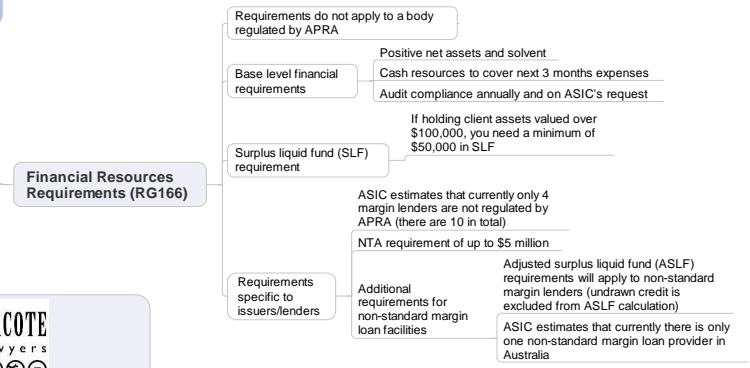 Requirements do not apply to a body
regulated by APRA
Base level financial
requirements
Positive net assets and solvent
Cash resources to cover next 3 months expenses
Audit compliance annually and on ASIC's request
If holding client assets valued over
$100,000, you need a minimum of
$50,000 in SLF
Surplus liquid fund (SLF)
requirement
Financial Resources
Requirements (RG166)
ASIC estimates that currently only 4
margin lenders are not regulated by
APRA (there are 10 in total)
NTA requirement of up to $5 million
Requirements
specific to
issuers/lenders
Additional
requirements for
non-standard margin
loan facilities
Adjusted surplus liquid fund (ASLF)
requirements will apply to non-standard
margin lenders (undrawn credit is
excluded from ASLF calculation)
ASIC estimates that currently there is only
one non-standard margin loan provider in
Australia
COTE
wyers